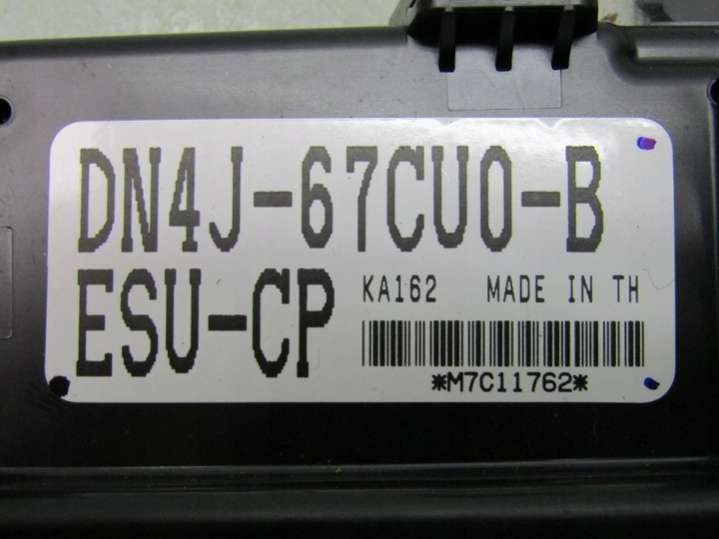 DN4J-67CU0-B
ESU-CP
KA162 MADE IN TH
*M7C11762*